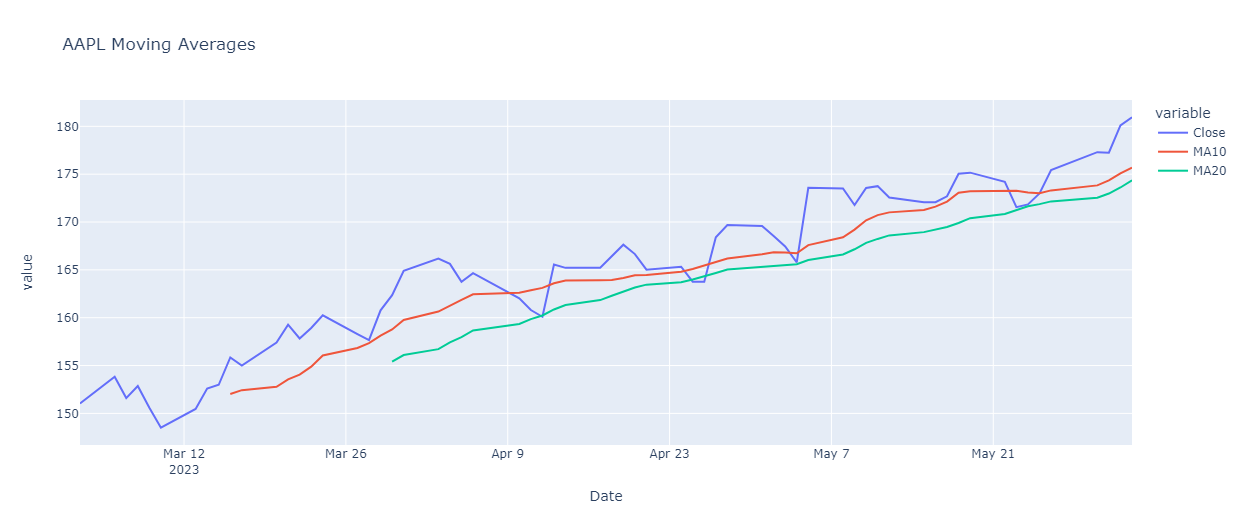 AAPL Moving Averages
variable
Close
MA10
MA20
value
180
175
170
165
160
155
150
Mar 12
2023
Mar 26
Apr 9
Apr 23
May 7
May 21
Date